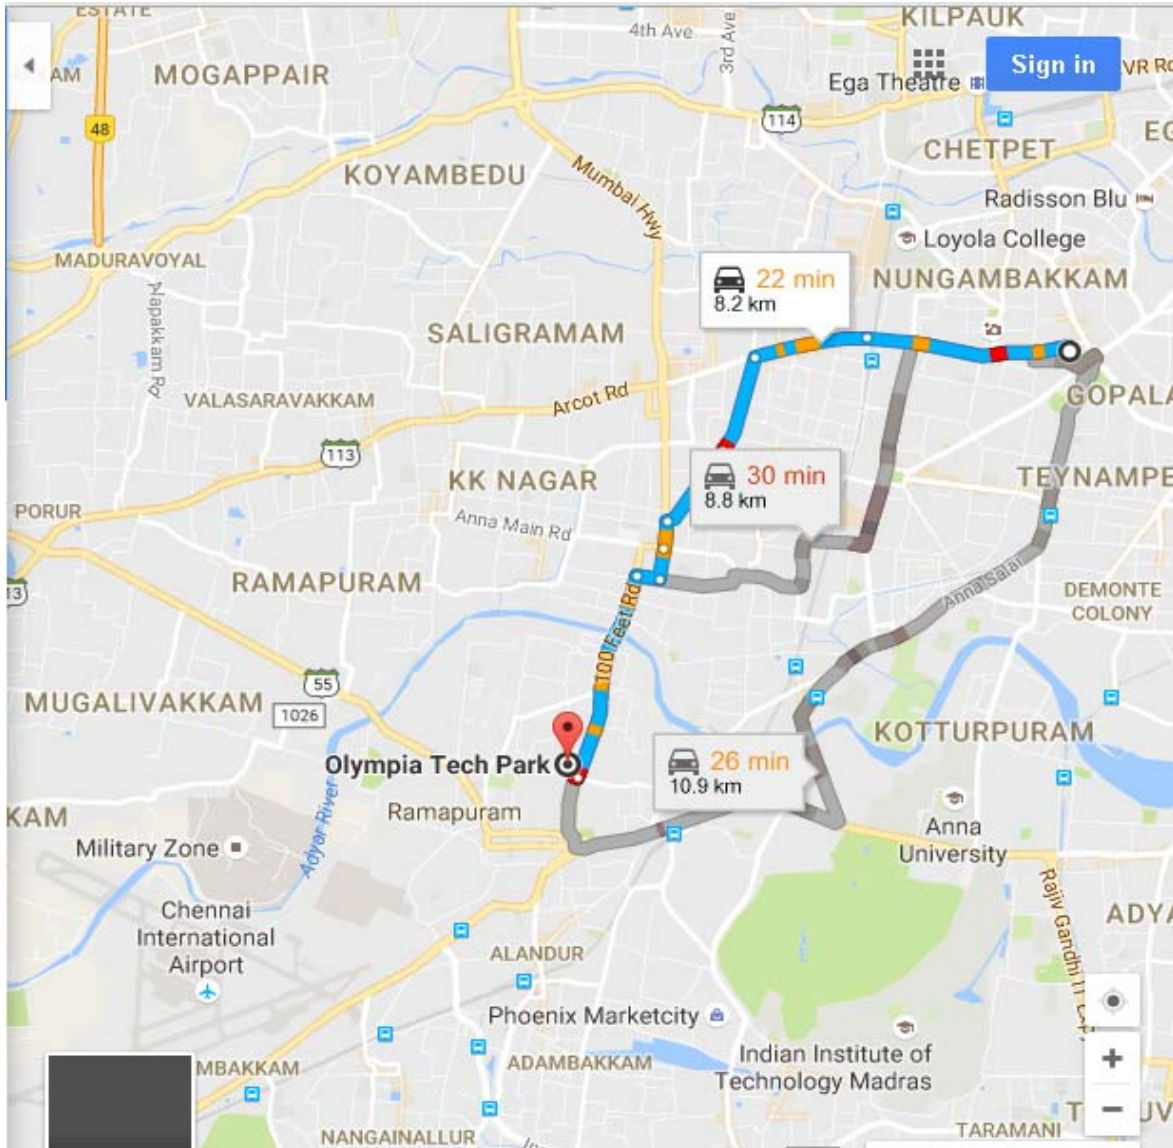 ESTATE
KILPAUK
4th Ave
3rd Ave
Sign in
VR Rd
AM
MOGAPPAIR
Ega Theatre
48
114
CHETPET
EG
KOYAMBEDU
Mumbai Hwy
Radisson Blu
Loyola College
MADURAVOYAL
NUNGAMBAKKAM
22 min
8.2 km
Alapakkam Rd
SALIGRAMAM
VALASARAVAKKAM
Arcot Rd
GOPALA
113
KK NAGAR
30 min
8.8 km
TEYNAMPE
PORUR
Anna Main Rd
13
RAMAPURAM
Anna Salai
DEMONTE
COLONY
100 Feet Rd
55
MUGALIVAKKAM
1026
KOTTURPURAM
Olympia Tech Park
26 min
10.9 km
KAM
Ramapuram
Adyar River
Anna
University
Military Zone
Rajiv Gandhi IT Exp
Chennai
International
Airport
ADYA
ALANDUR
Phoenix Marketcity
MBAKKAM
ADAMBAKKAM
Indian Institute of
Technology Madras
NANGAINALLUR
TARAMANI